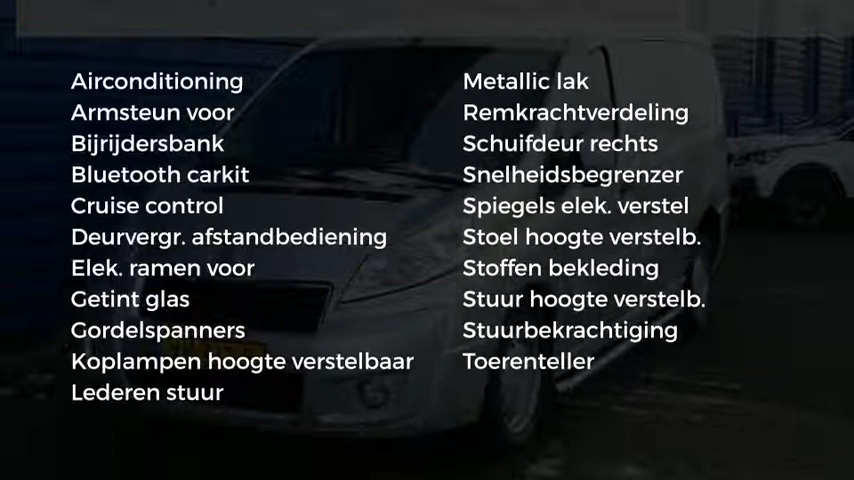 Airconditioning
Armsteun voor
Bijrijdersbank
Bluetooth carkit
Cruise control
Deurvergr. afstandbediening
Elek. ramen voor
Getint glas
Gordelspanners
Koplampen hoogte verstelbaar
Lederen stuur
Metallic lak
Remkrachtverdeling
Schuifdeur rechts
Snelheidsbegrenzer
Spiegels elek. verstel
Stoel hoogte verstelb.
Stoffen bekleding
Stuur hoogte verstelb.
Stuurbekrachtiging
Toerenteller